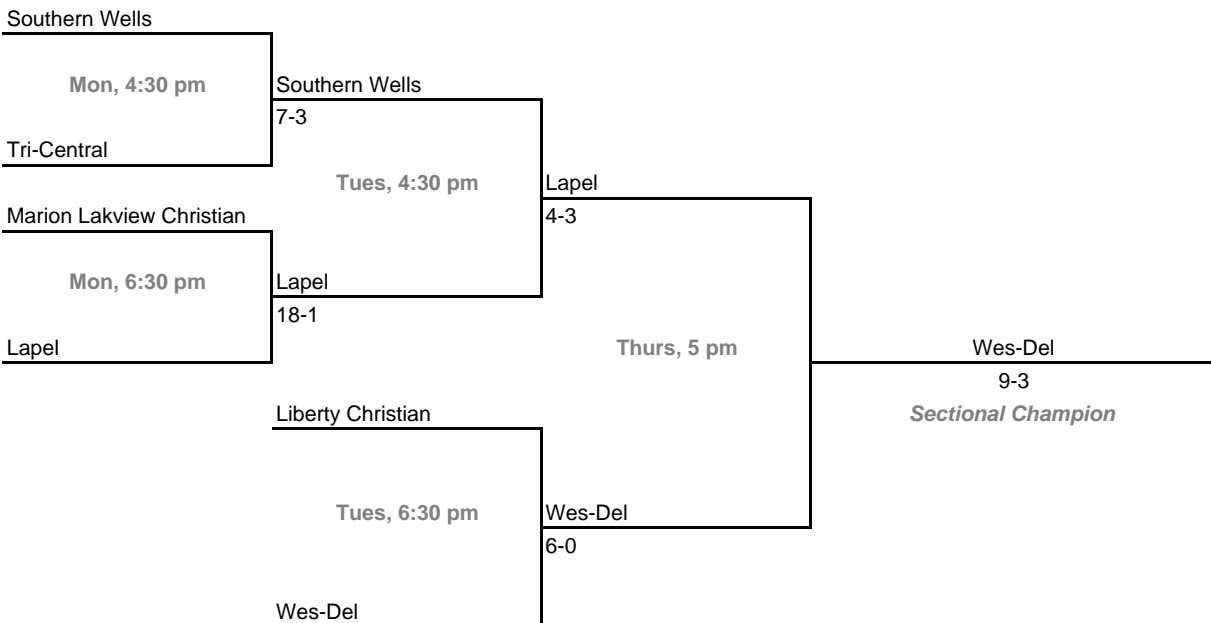 Southern Wells
Mon, 4:30 pm
Southern Wells
7-3
Tri-Central
Tues, 4:30 pm
Lapel
Marion Lakview Christian
4-3
Mon, 6:30 pm
Lapel
18-1
Lapel
Thurs, 5 pm
Wes-Del
9-3
Liberty Christian
Sectional Champion
Tues, 6:30 pm
Wes-Del
6-0
Wes-Del